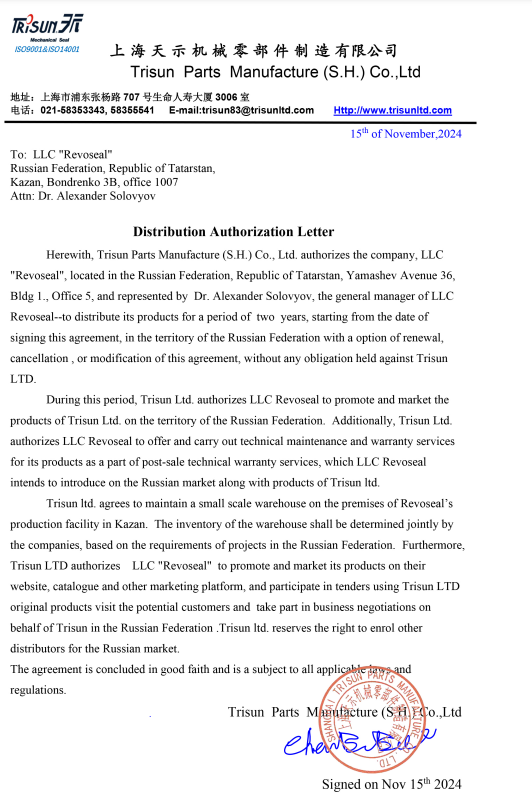 TRISUN 天示
Mechanical Seal
ISO9001&ISO14001
上海天示机械零部件制造有限公司
Trisun Parts Manufacture (S.H.) Co.,Ltd
地址：上海市浦东张杨路 707 号生命人寿大厦 3006 室
电话：021-58353343, 58355541 E-mail:trisun83@trisunltd.com Http://www.trisunltd.com
15th of November,2024
To: LLC "Revoseal"
Russian Federation, Republic of Tatarstan,
Kazan, Bondrenko 3B, office 1007
Attn: Dr. Alexander Solovyov
Distribution Authorization Letter
Herewith, Trisun Parts Manufacture (S.H.) Co., Ltd. authorizes the company, LLC
"Revoseal", located in the Russian Federation, Republic of Tatarstan, Yamashev Avenue 36,
Bldg 1., Office 5, and represented by Dr. Alexander Solovyov, the general manager of LLC
Revoseal--to distribute its products for a period of two years, starting from the date of
signing this agreement, in the territory of the Russian Federation with a option of renewal,
cancellation , or modification of this agreement, without any obligation held against Trisun
LTD.
During this period, Trisun Ltd. authorizes LLC Revoseal to promote and market the
products of Trisun Ltd. on the territory of the Russian Federation. Additionally, Trisun Ltd.
authorizes LLC Revoseal to offer and carry out technical maintenance and warranty services
for its products as a part of post-sale technical warranty services, which LLC Revoseal
intends to introduce on the Russian market along with products of Trisun ltd.
Trisun ltd. agrees to maintain a small scale warehouse on the premises of Revoseal's
production facility in Kazan. The inventory of the warehouse shall be determined jointly by
the companies, based on the requirements of projects in the Russian Federation. Furthermore,
Trisun LTD authorizes LLC "Revoseal" to promote and market its products on their
website, catalogue and other marketing platform, and participate in tenders using Trisun LTD
original products visit the potential customers and take part in business negotiations on
behalf of Trisun in the Russian Federation .Trisun ltd. reserves the right to enrol other
distributors for the Russian market.
The agreement is concluded in good faith and is a subject to all applicable laws and
regulations.
Trisun Parts Manufacture (S.H.) Co.,Ltd
SHANGHAI TRISUN PARTS MANUFACTURE CO., LTD.
上海天示机械零部件制造有限公司
Signed on Nov 15th 2024